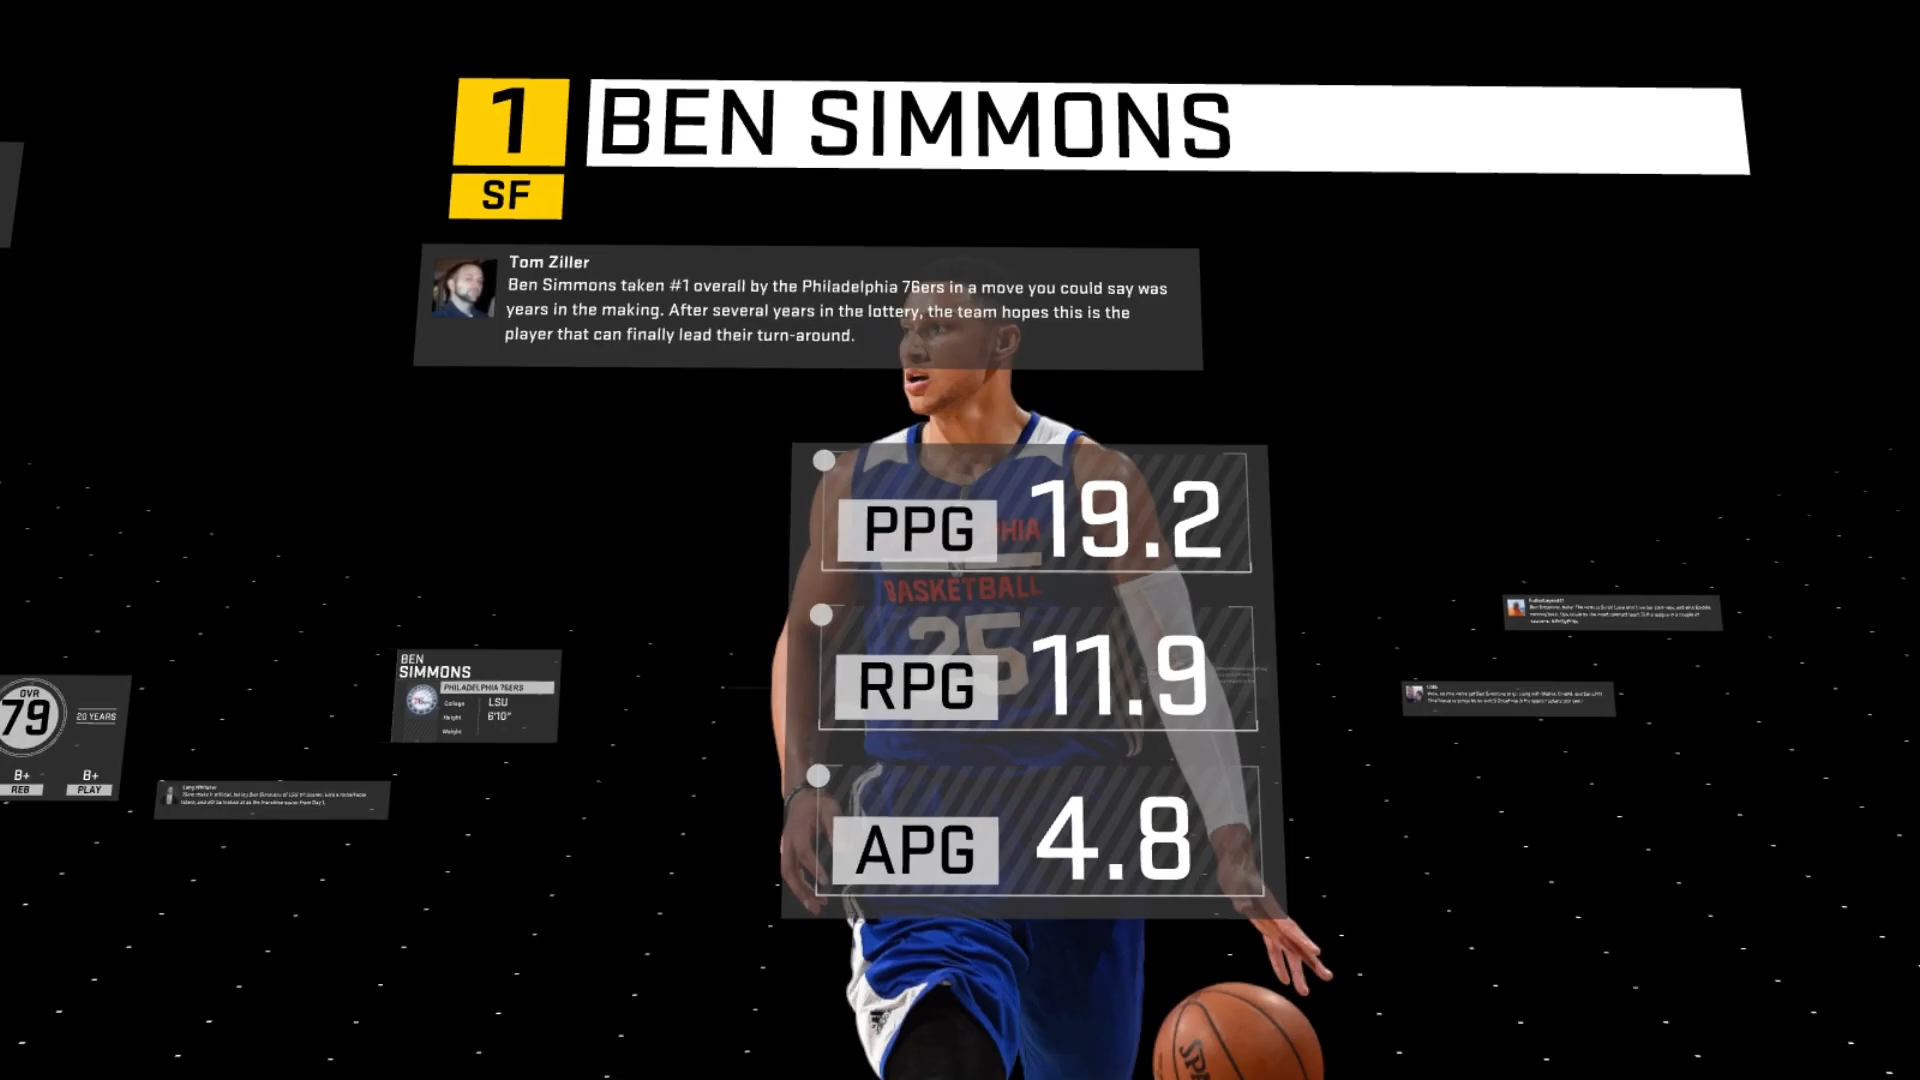 1
BEN SIMMONS
SF
Tom Ziller
Ben Simmons taken #1 overall by the Philadelphia 76ers in a move you could say was
years in the making. After several years in the lottery, the team hopes this is the
player that can finally lead their turn-around.
PHIA
PPG 19.2
BASKETBALL
25
RPG 11.9
APG 4.8
OVR
79
20 YEARS
B+
REB
B+
PLAY
BEN
SIMMONS
PHILADELPHIA 76ERS
College LSU
Height 6'10"
Weight